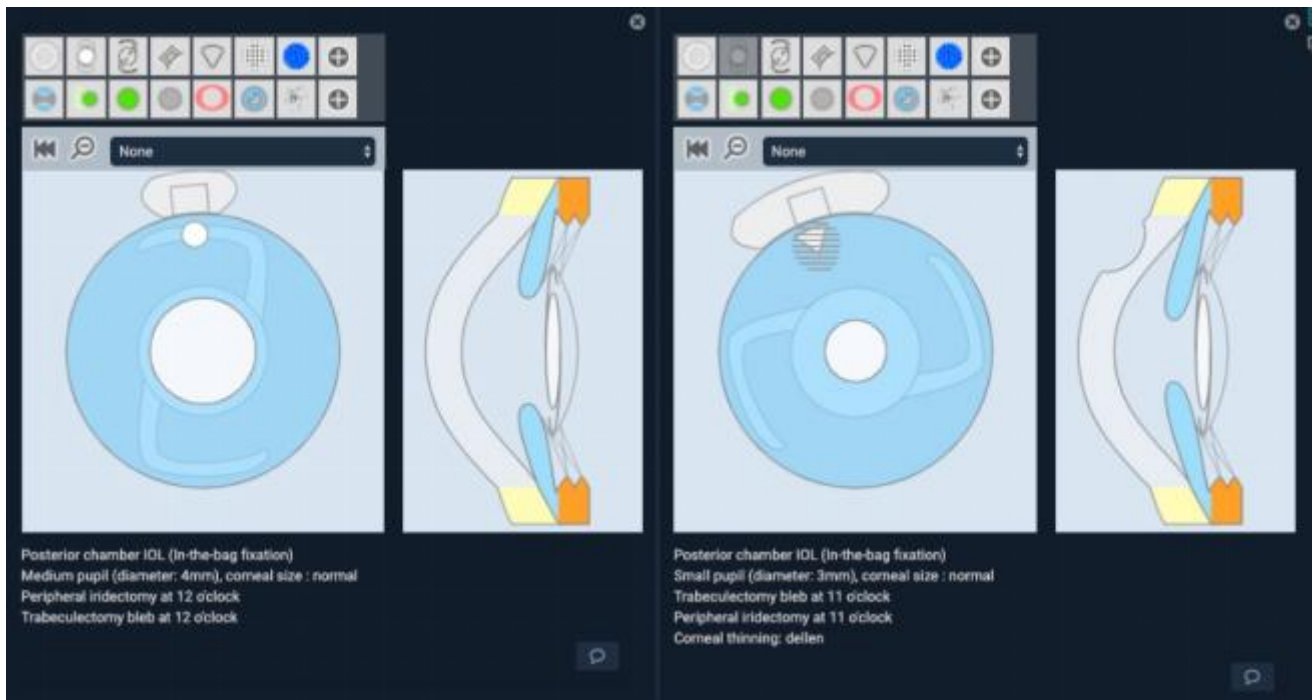 None
Posterior chamber IOL (In-the-bag fixation)
Medium pupil (diameter: 4mm), corneal size : normal
Peripheral iridectomy at 12 o'clock
Trabeculectomy bleb at 12 o'clock
None
Posterior chamber IOL (In-the-bag fixation)
Small pupil (diameter: 3mm), corneal size : normal
Trabeculectomy bleb at 11 o'clock
Peripheral iridectomy at 11 o'clock
Corneal thinning: dellen